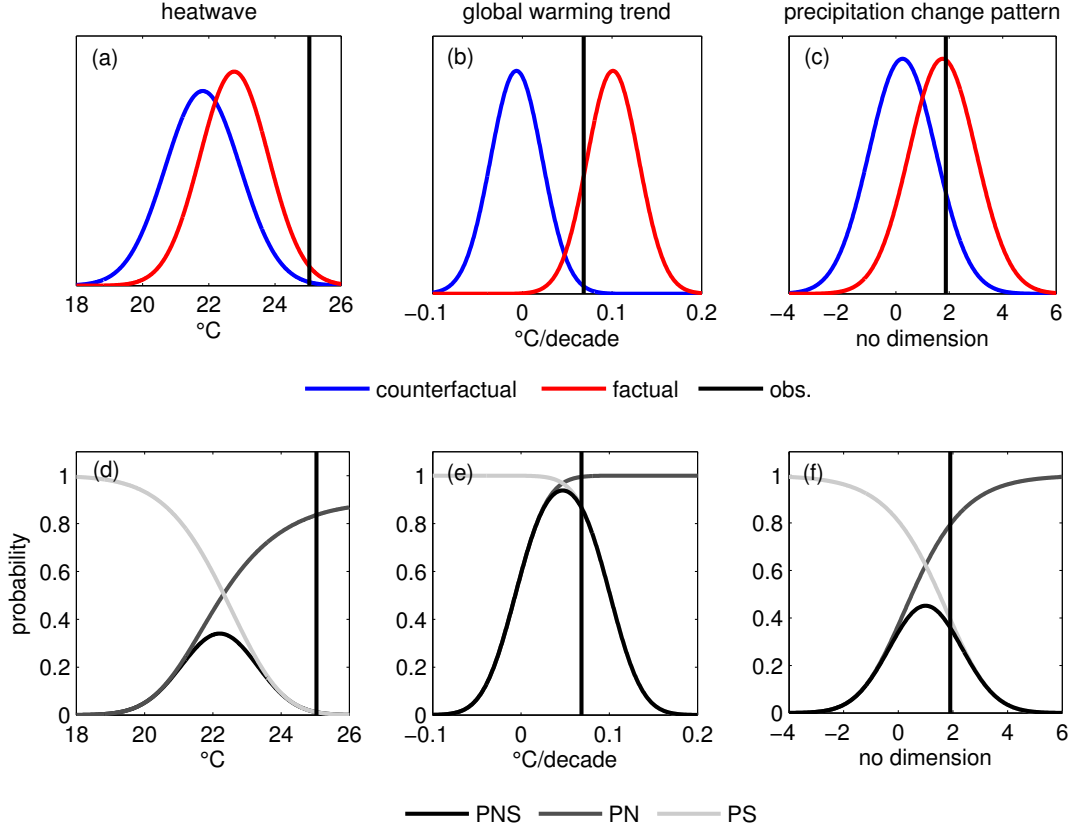 heatwave global warming trend precipitation change pattern
(a) (b) (c)
18 20 22 24 26 −0.1 0 0.1 0.2 −4 −2 0 2 4 6
°C °C/decade no dimension
counterfactual factual obs.
(d) (e) (f)
1 1 1
0.8 0.8 0.8
0.6 0.6 0.6
0.4 0.4 0.4
0.2 0.2 0.2
0 0 0
probability
18 20 22 24 26 −0.1 0 0.1 0.2 −4 −2 0 2 4 6
°C °C/decade no dimension
PNS PN PS